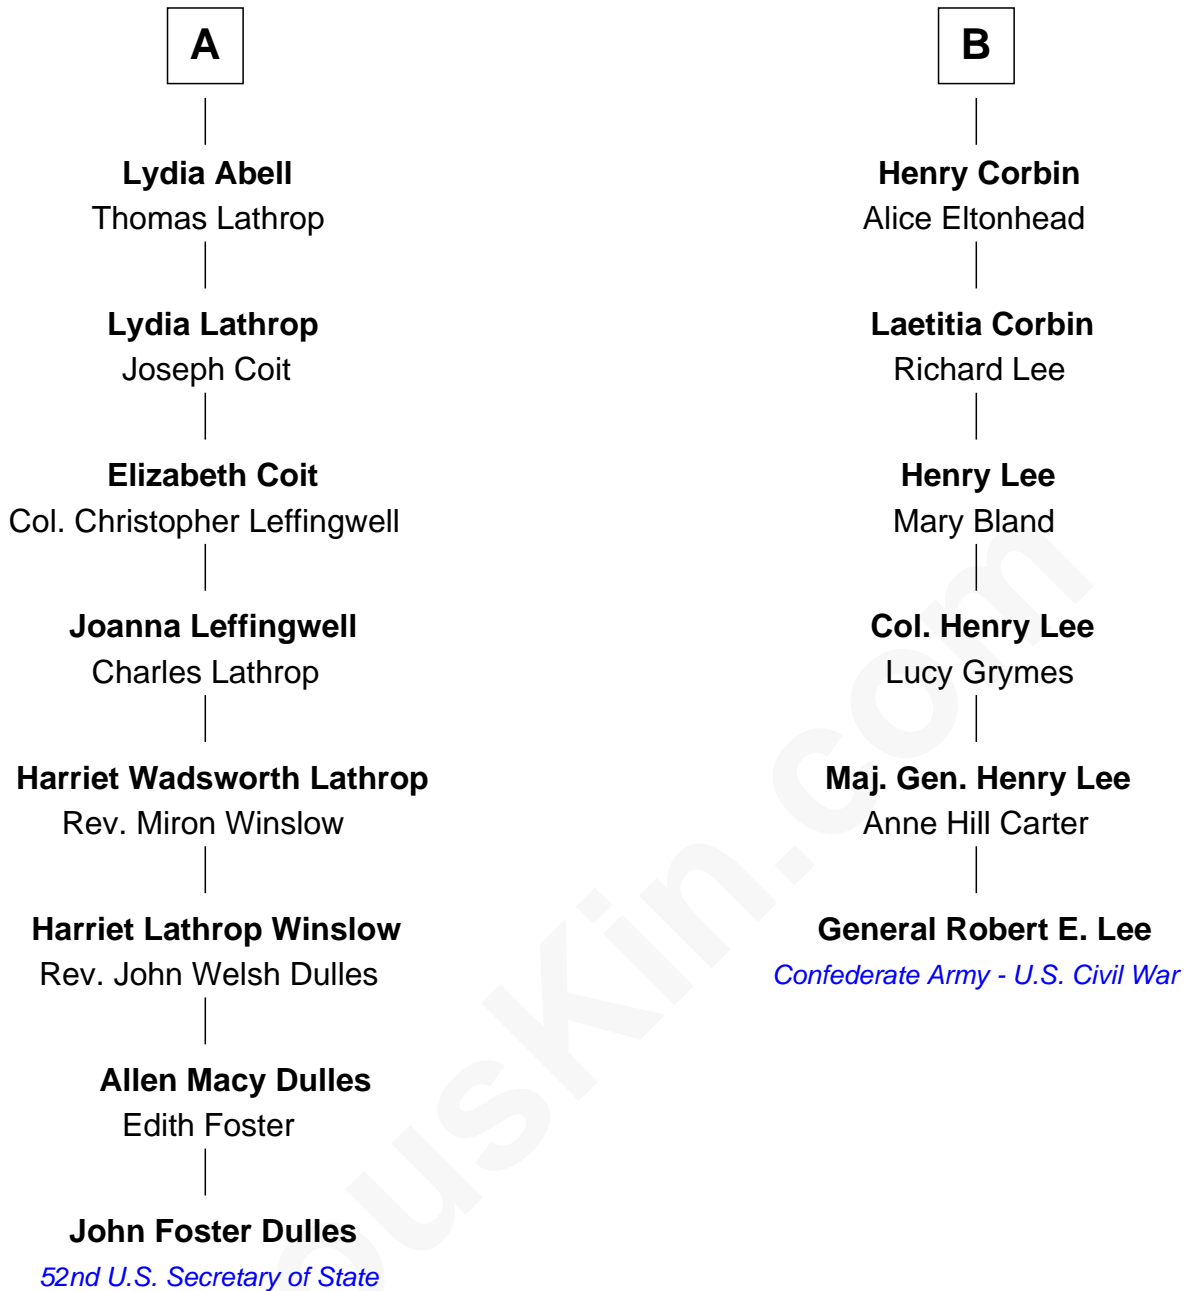 A
Lydia Abell
Thomas Lathrop
Lydia Lathrop
Joseph Coit
Elizabeth Coit
Col. Christopher Leffingwell
Joanna Leffingwell
Charles Lathrop
Harriet Wadsworth Lathrop
Rev. Miron Winslow
Harriet Lathrop Winslow
Rev. John Welsh Dulles
Allen Macy Dulles
Edith Foster
John Foster Dulles
52nd U.S. Secretary of State
B
Henry Corbin
Alice Eltonhead
Laetitia Corbin
Richard Lee
Henry Lee
Mary Bland
Col. Henry Lee
Lucy Grymes
Maj. Gen. Henry Lee
Anne Hill Carter
General Robert E. Lee
Confederate Army - U.S. Civil War
ousKin.com